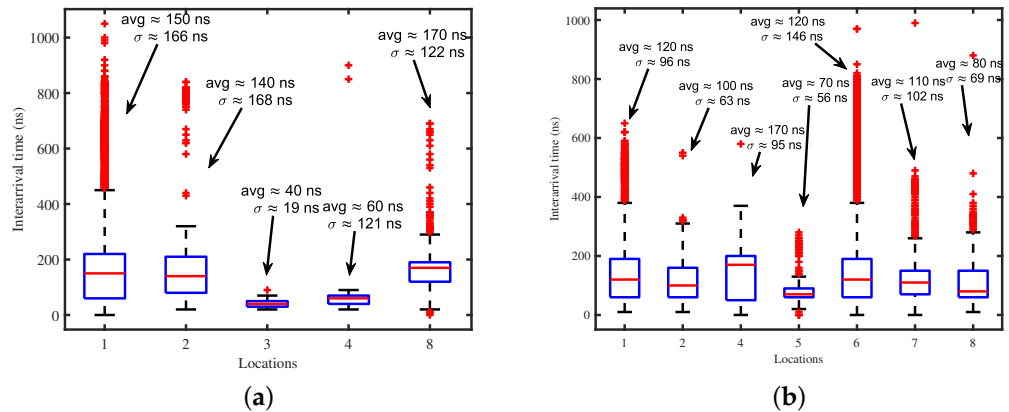 avg ≈ 150 ns
σ ≈ 166 ns
avg ≈ 170 ns
σ ≈ 122 ns
avg ≈ 140 ns
σ ≈ 168 ns
avg ≈ 40 ns
σ ≈ 19 ns
avg ≈ 60 ns
σ ≈ 121 ns
1000
800
600
400
200
0
Interarrival time (ns)
1 2 3 4 8
Locations
(a)
avg ≈ 120 ns
σ ≈ 96 ns
avg ≈ 100 ns
σ ≈ 63 ns
avg ≈ 170 ns
σ ≈ 95 ns
avg ≈ 70 ns
σ ≈ 56 ns
avg ≈ 120 ns
σ ≈ 146 ns
avg ≈ 110 ns
σ ≈ 102 ns
avg ≈ 80 ns
σ ≈ 69 ns
1000
800
600
400
200
0
Interarrival time (ns)
1 2 4 5 6 7 8
Locations
(b)